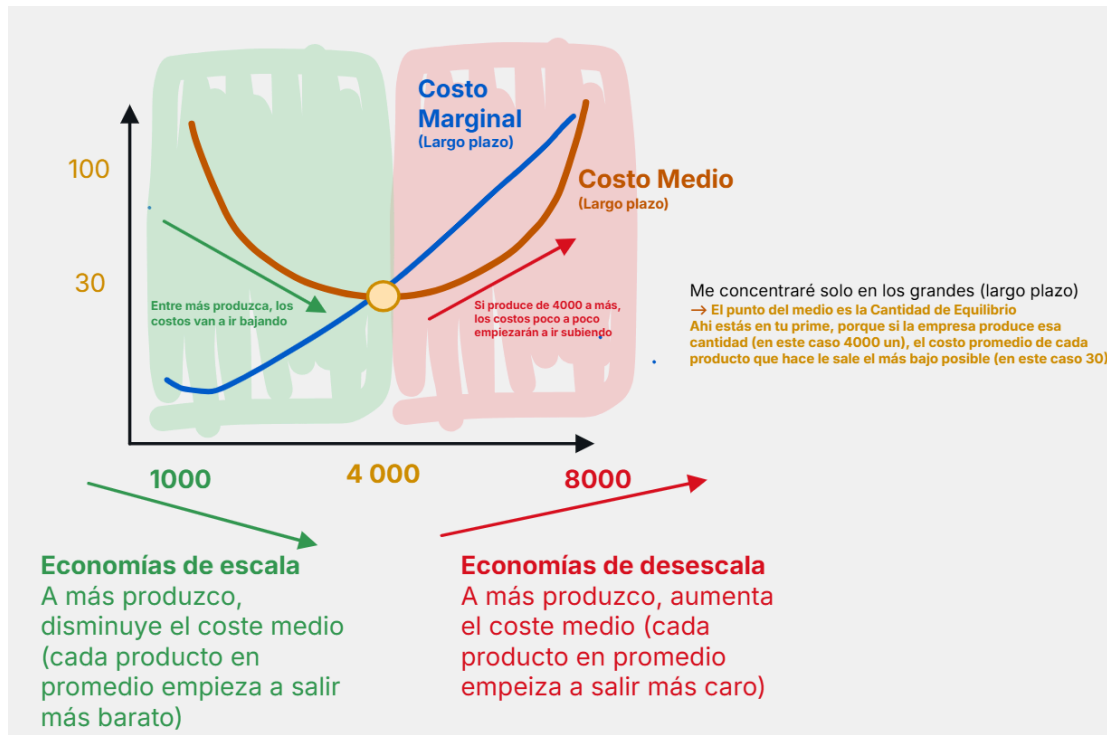 Costo
Marginal
(Largo plazo)
100
Costo Medio
(Largo plazo)
30
Entre más produzca, los
costos van a ir bajando
Si produce de 4000 a más,
los costos poco a poco
empiezarán a ir subiendo
Me concentraré solo en los grandes (largo plazo)
→ El punto del medio es la Cantidad de Equilibrio
Ahi estás en tu prime, porque si la empresa produce esa
cantidad (en este caso 4000 un), el costo promedio de cada
producto que hace le sale el más bajo posible (en este caso 30)
1000
4 000
8000
Economías de escala
A más produzco,
disminuye el coste medio
(cada producto en
promedio empieza a salir
más barato)
Economías de desescala
A más produzco, aumenta
el coste medio (cada
producto en promedio
empeiza a salir más caro)